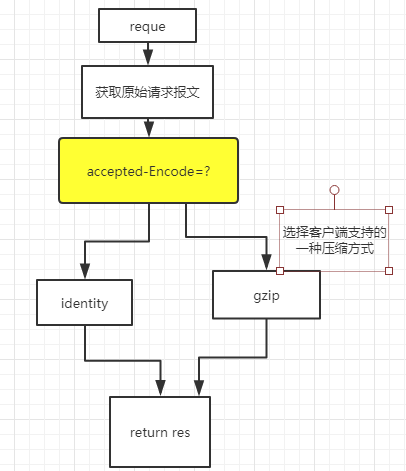 reque
获取原始请求报文
accepted-Encode=?
选择客户端支持的
一种压缩方式
identity
gzip
return res